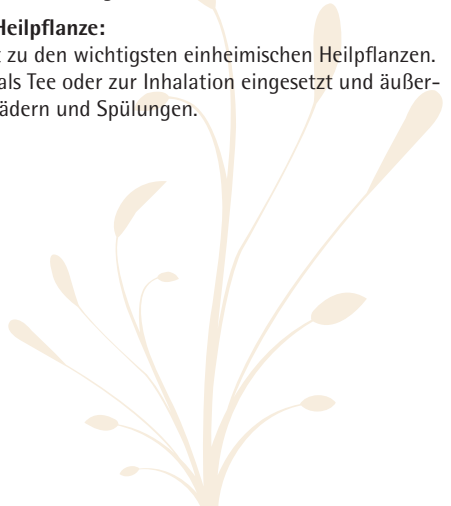 Heilpflanze:
t zu den wichtigsten einheimischen Heilpflanzen.
als Tee oder zur Inhalation eingesetzt und äußer-
ädern und Spülungen.